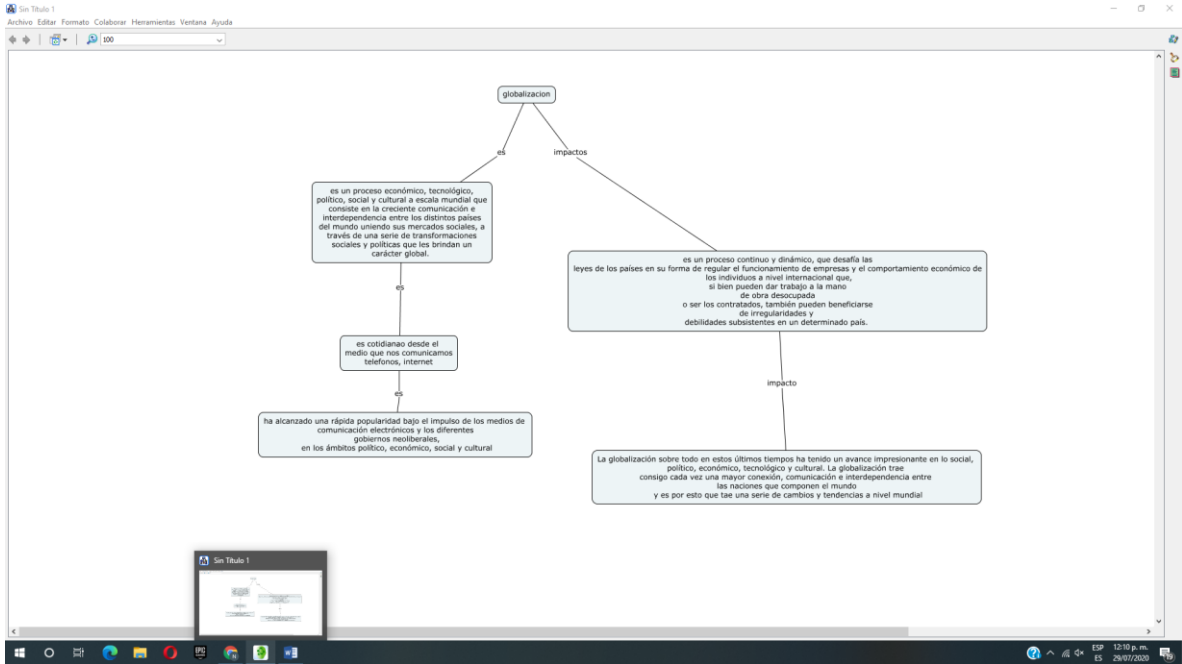 Sin Título 1
Archivo Editar Formato Colaborar Herramientas Ventana Ayuda
100
globalizacion
es
impactos
es un proceso económico, tecnológico,
político, social y cultural a escala mundial que
consiste en la creciente comunicación e
interdependencia entre los distintos países
del mundo uniendo sus mercados sociales, a
través de una serie de transformaciones
sociales y políticas que les brindan un
carácter global.
es
es cotidianao desde el
medio que nos comunicamos
telefonos, internet
es
ha alcanzado una rápida popularidad bajo el impulso de los medios de
comunicación electrónicos y los diferentes
gobiernos neoliberales,
en los ámbitos político, económico, social y cultural
es un proceso continuo y dinámico, que desafía las
leyes de los países en su forma de regular el funcionamiento de empresas y el comportamiento económico de
los individuos a nivel internacional que,
si bien pueden dar trabajo a la mano
de obra desocupada
o ser los contratados, también pueden beneficiarse
de irregularidades y
debilidades subsistentes en un determinado país.
impacto
La globalización sobre todo en estos últimos tiempos ha tenido un avance impresionante en lo social,
político, económico, tecnológico y cultural. La globalización trae
consigo cada vez una mayor conexión, comunicación e interdependencia entre
las naciones que componen el mundo
y es por esto que tae una serie de cambios y tendencias a nivel mundial
Sin Título 1
EPIC
ESP
ES
12:10 p. m.
29/07/2020